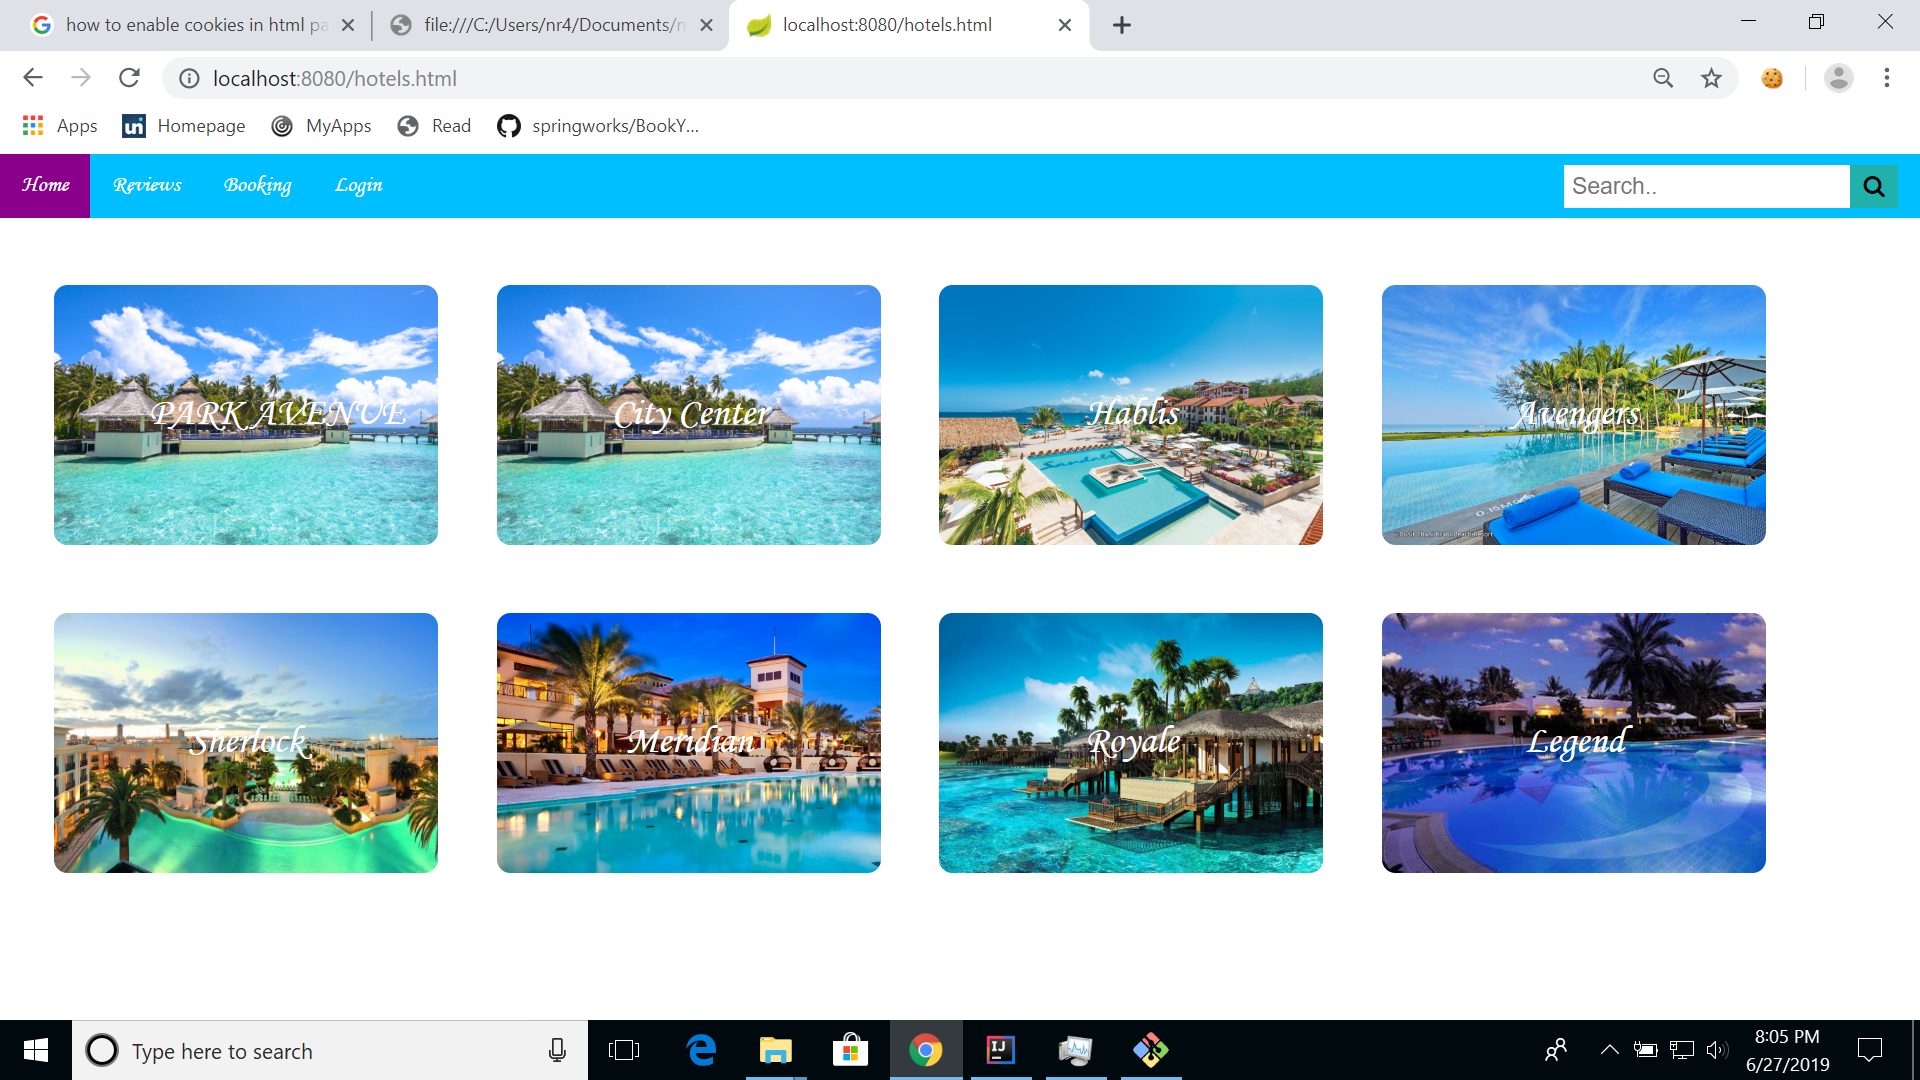 how to enable cookies in html pa
file:///C:/Users/nr4/Documents/n
localhost:8080/hotels.html
localhost:8080/hotels.html
Apps
Homepage
MyApps
Read
springworks/BookY...
Home
Reviews
Booking
Login
Search..
PARK AVENUE
City Center
Hablis
Avengers
Sherlock
Meridian
Royale
Legend
Type here to search
8:05 PM
6/27/2019